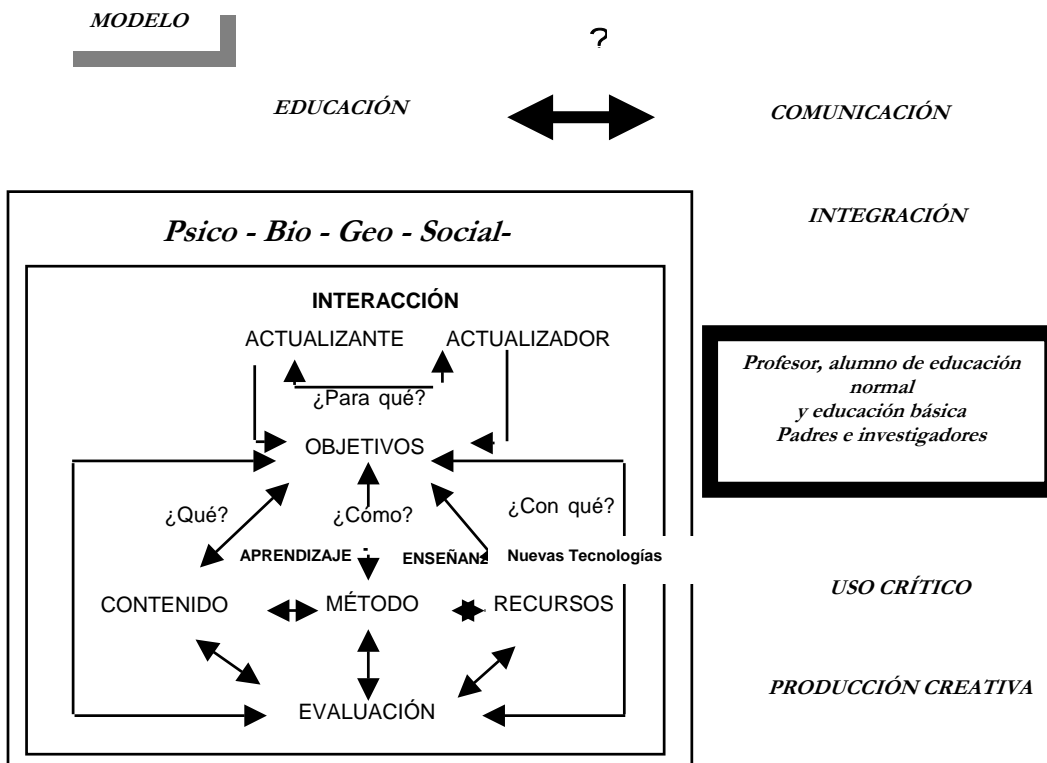 MODELO
?
EDUCACIÓN
COMUNICACIÓN
INTEGRACIÓN
Psico - Bio - Geo - Social-
INTERACCIÓN
ACTUALIZANTE ACTUALIZADOR
¿Para qué?
OBJETIVOS
¿Qué? ¿Cómo? ¿Con qué?
APRENDIZAJE - ENSEÑANZ Nuevas Tecnologías
CONTENIDO MÉTODO RECURSOS
EVALUACIÓN
Profesor, alumno de educación
normal
y educación básica
Padres e investigadores
USO CRÍTICO
PRODUCCIÓN CREATIVA